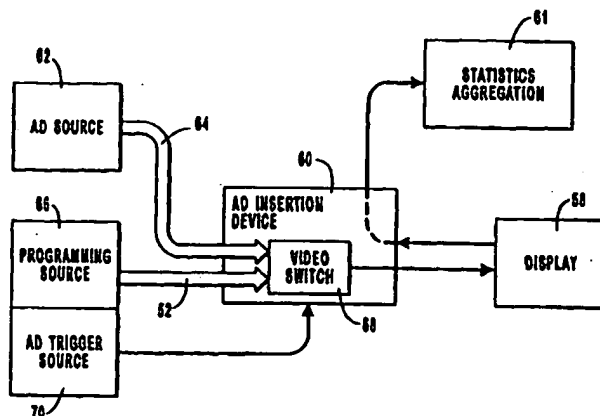 62
AD SOURCE
64
61
STATISTICS
AGGREGATION
60
AD INSERTION
DEVICE
VIDEO
SWITCH
58
DISPLAY
66
PROGRAMMING
SOURCE
52
AD TRIGGER
SOURCE
70